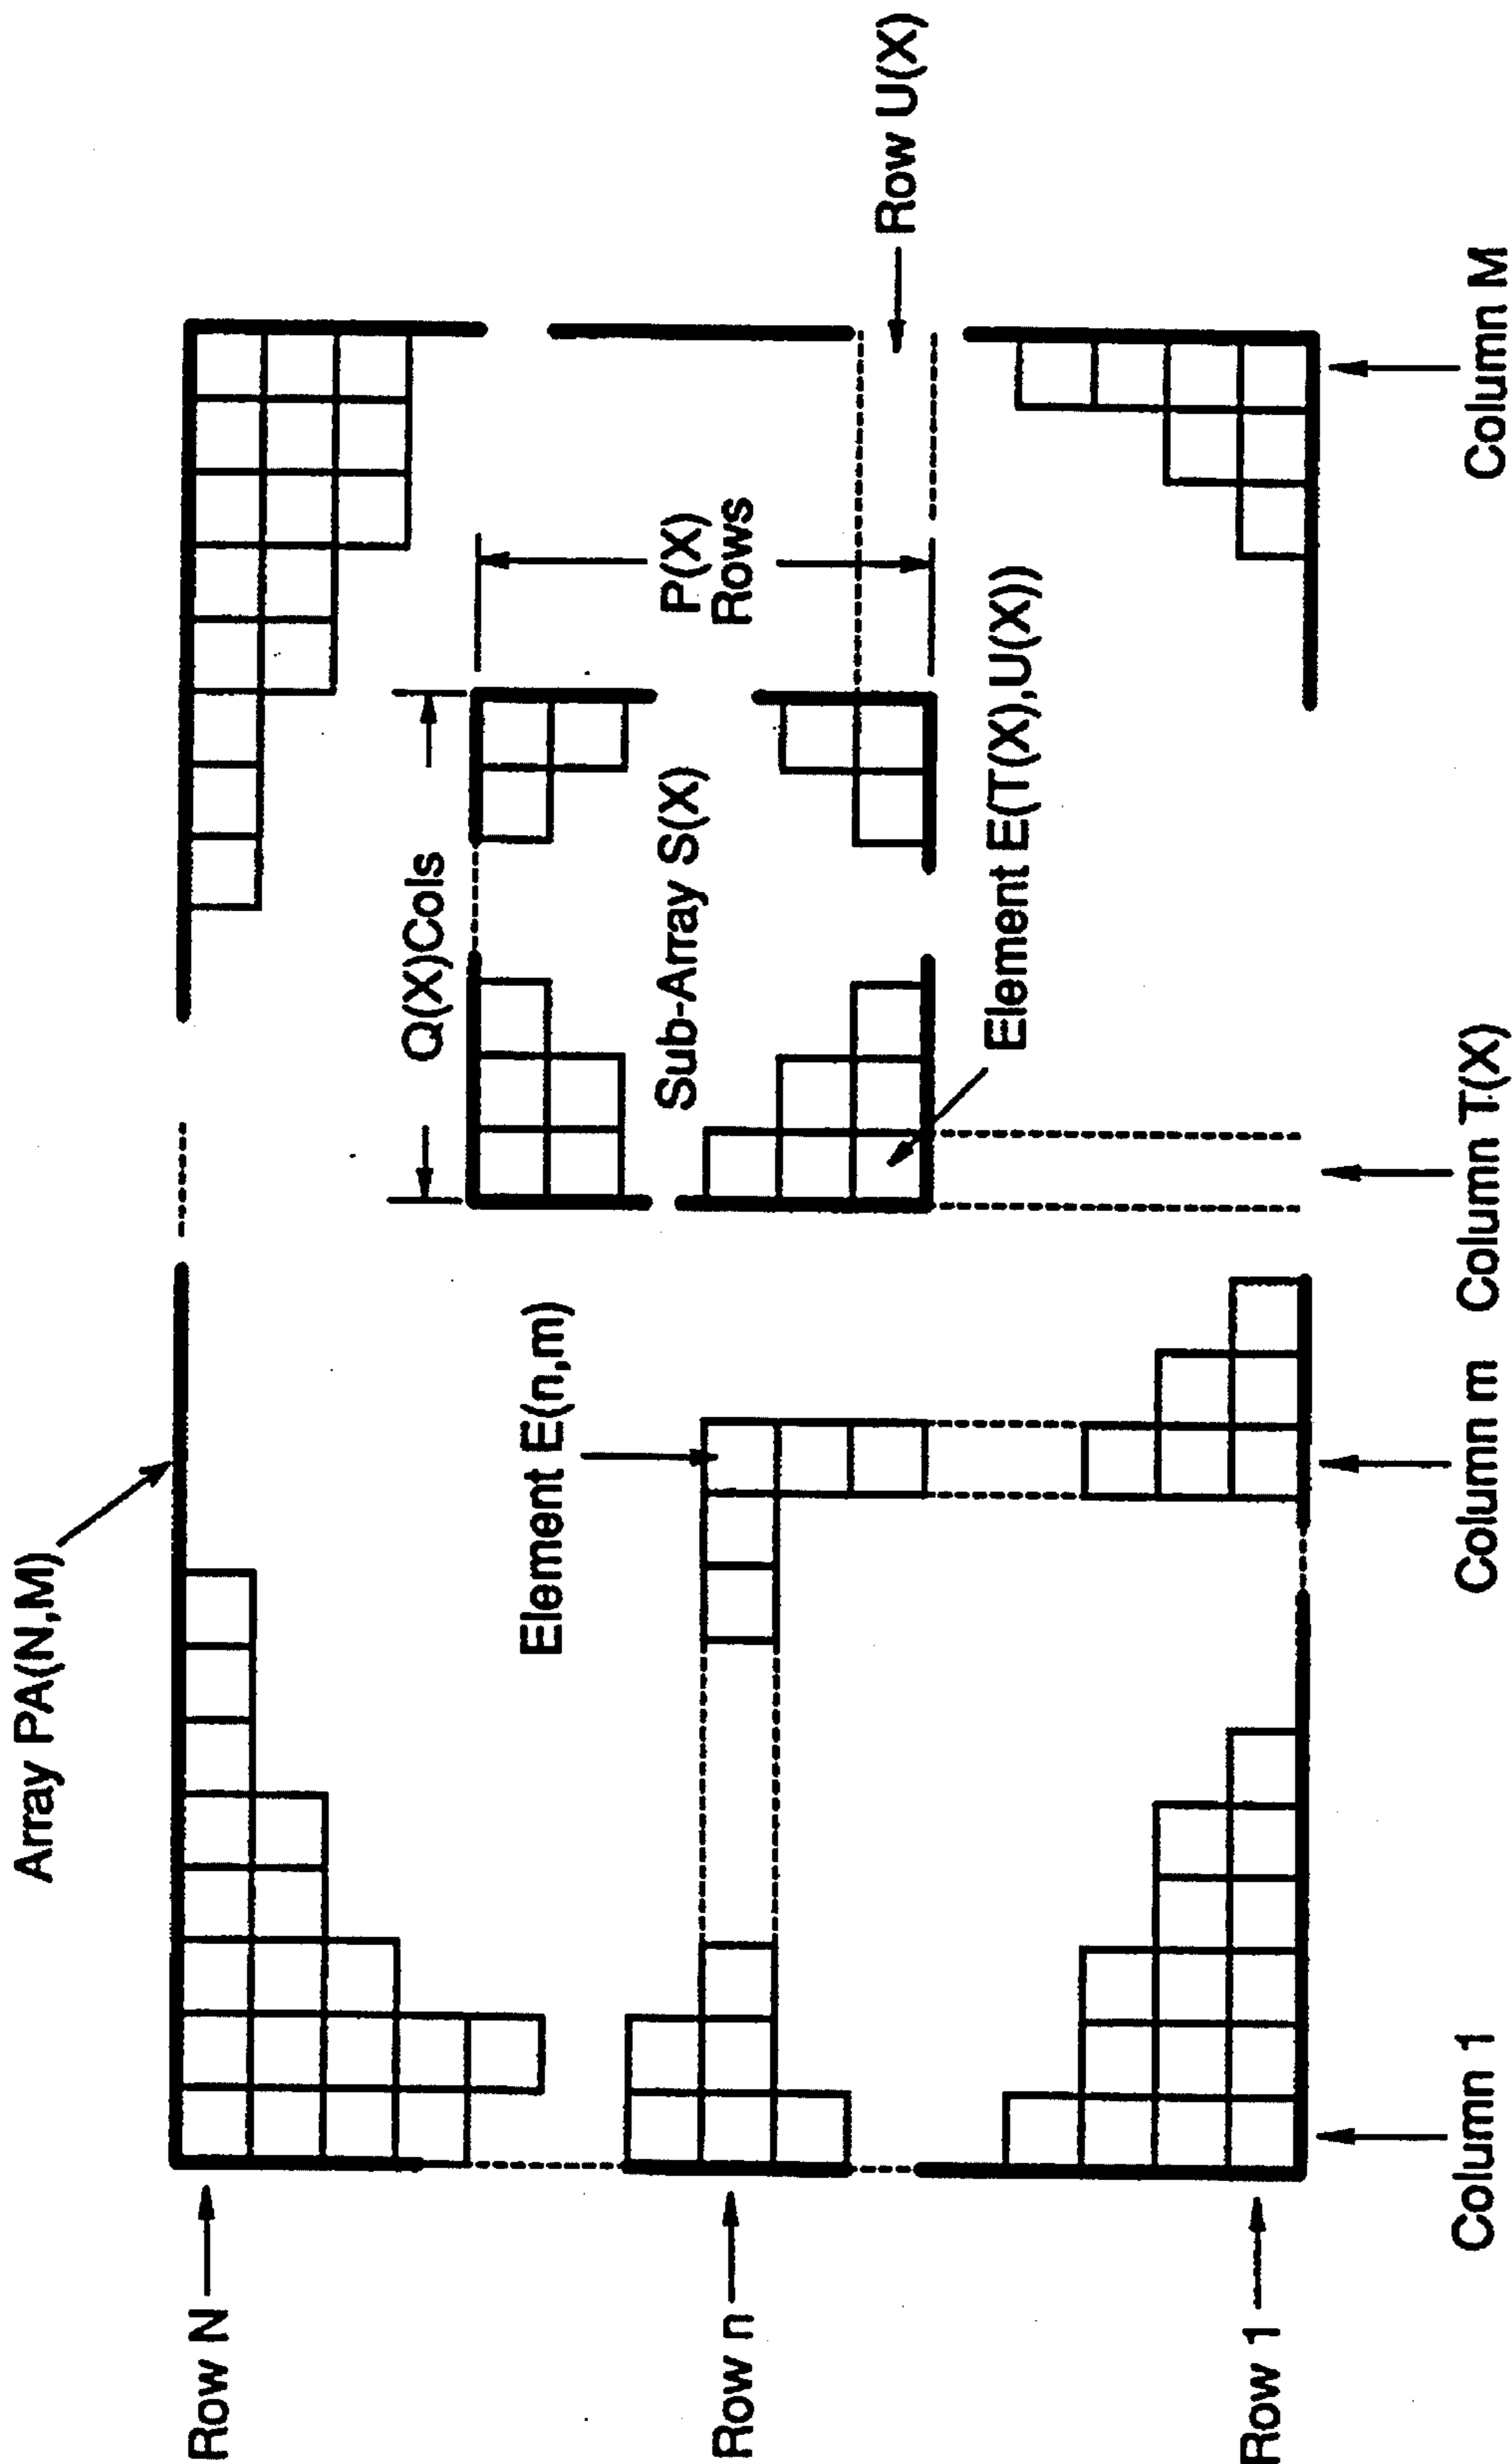 Array PA(N,M)
Row N
Q(X)Cols
Element E(n,m)
Sub-Array S(X)
P(X)
Rows
Row n
Row U(X)
Element E(T(X),U(X))
Row 1
Column 1
Column m
Column T(X)
Column M